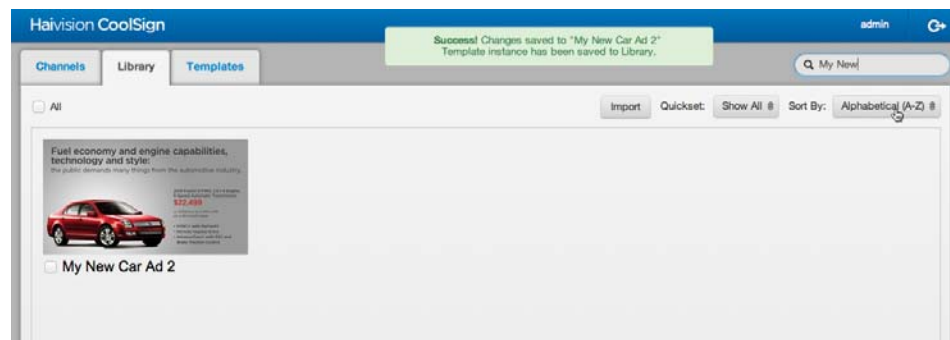 Haivision CoolSign
Success! Changes saved to "My New Car Ad 2"
Template instance has been saved to Library.
admin
Channels
Library
Templates
My New
All
Import
Quickset:
Show All
Sort By:
Alphabetical (A-Z)
Fuel economy and engine capabilities,
technology and style:
the public demands many things from the automotive industry.
$22,499
My New Car Ad 2